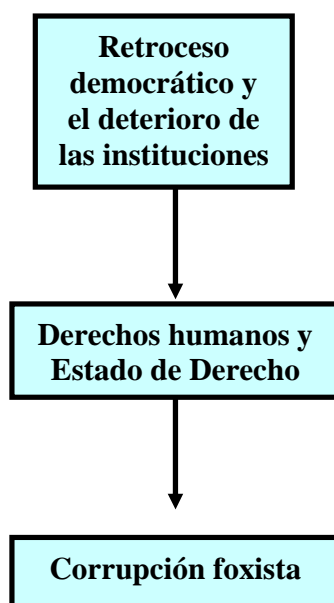 Retroceso
democrático y
el deterioro de
las instituciones
Derechos humanos y
Estado de Derecho
Corrupción foxista